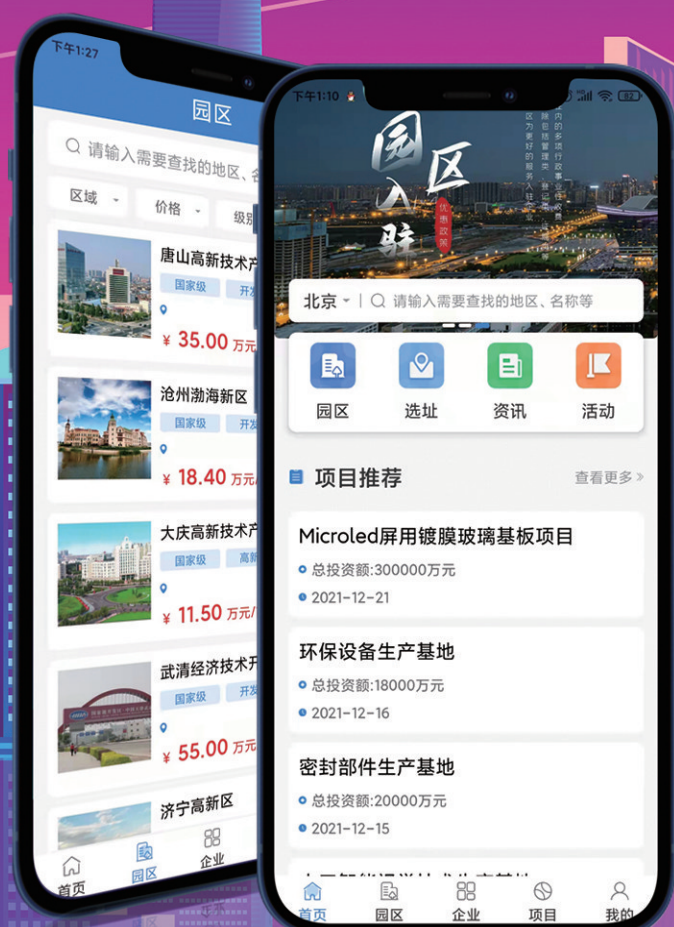 下午1:27
园区
请输入需要查找的地区、
区域
价格
级别
唐山高新技术产
国家级
开发
¥ 35.00 万元
沧州渤海新区
国家级
开发
¥ 18.40 万元/
大庆高新技术产
国家级
高新
¥ 11.50 万元/
武清经济技术开
国家级
开发
¥ 55.00 万元
济宁高新区
首页
园区
企业
下午1:10
82
园区
入驻
优惠政策
北京
请输入需要查找的地区、名称等
园区
选址
资讯
活动
项目推荐
查看更多
Microled屏用镀膜玻璃基板项目
总投资额:300000万元
2021-12-21
环保设备生产基地
总投资额:18000万元
2021-12-16
密封部件生产基地
总投资额:20000万元
2021-12-15
首页
园区
企业
项目
我的